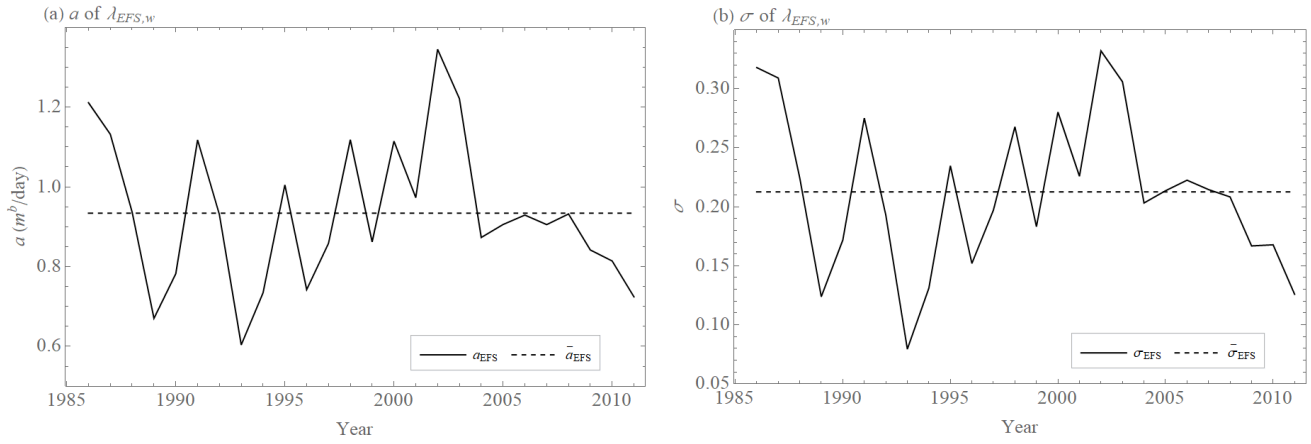 (a) a of λEFS,w
a (m^b/day)
1.2
1.0
0.8
0.6
1985 1990 1995 2000 2005 2010
Year
aEFS āEFS
(b) σ of λEFS,w
σ
0.30
0.25
0.20
0.15
0.10
0.05
1985 1990 1995 2000 2005 2010
Year
σEFS σ̄EFS